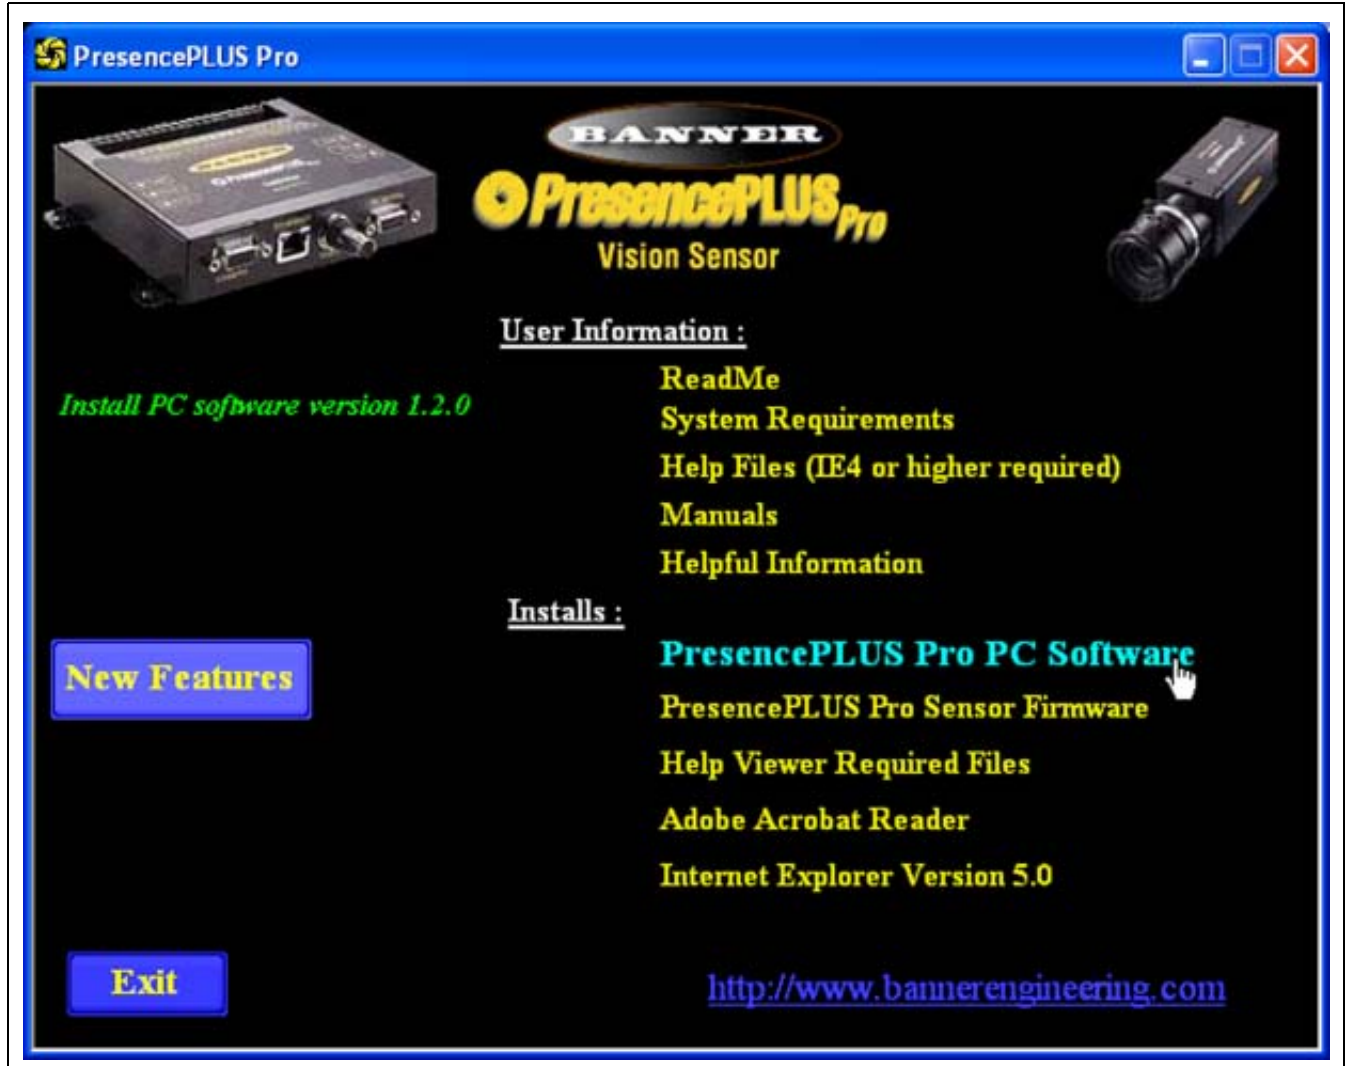 PresencePLUS Pro
BANNER
BANNER
PresencePLUS Pro
Vision Sensor
User Information :
ReadMe
Install PC software version 1.2.0
System Requirements
Help Files (IE4 or higher required)
Manuals
Helpful Information
Installs :
PresencePLUS Pro PC Software
New Features
PresencePLUS Pro Sensor Firmware
Help Viewer Required Files
Adobe Acrobat Reader
Internet Explorer Version 5.0
Exit
http://www.bannerengineering.com